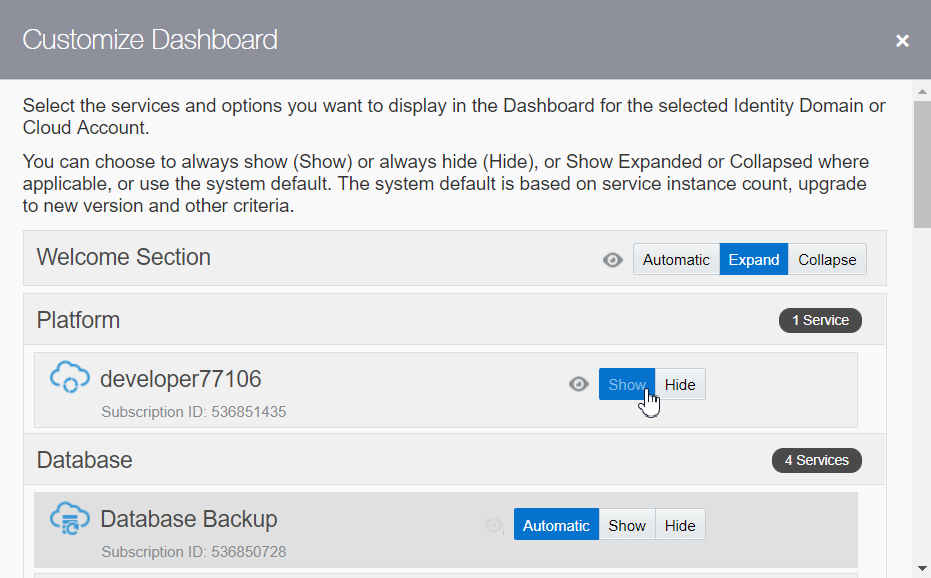 Customize Dashboard
Select the services and options you want to display in the Dashboard for the selected Identity Domain or
Cloud Account.
You can choose to always show (Show) or always hide (Hide), or Show Expanded or Collapsed where
applicable, or use the system default. The system default is based on service instance count, upgrade
to new version and other criteria.
Welcome Section Automatic Expand Collapse
Platform 1 Service
developer77106 Show Hide
Subscription ID: 536851435
Database 4 Services
Database Backup Automatic Show Hide
Subscription ID: 536850728